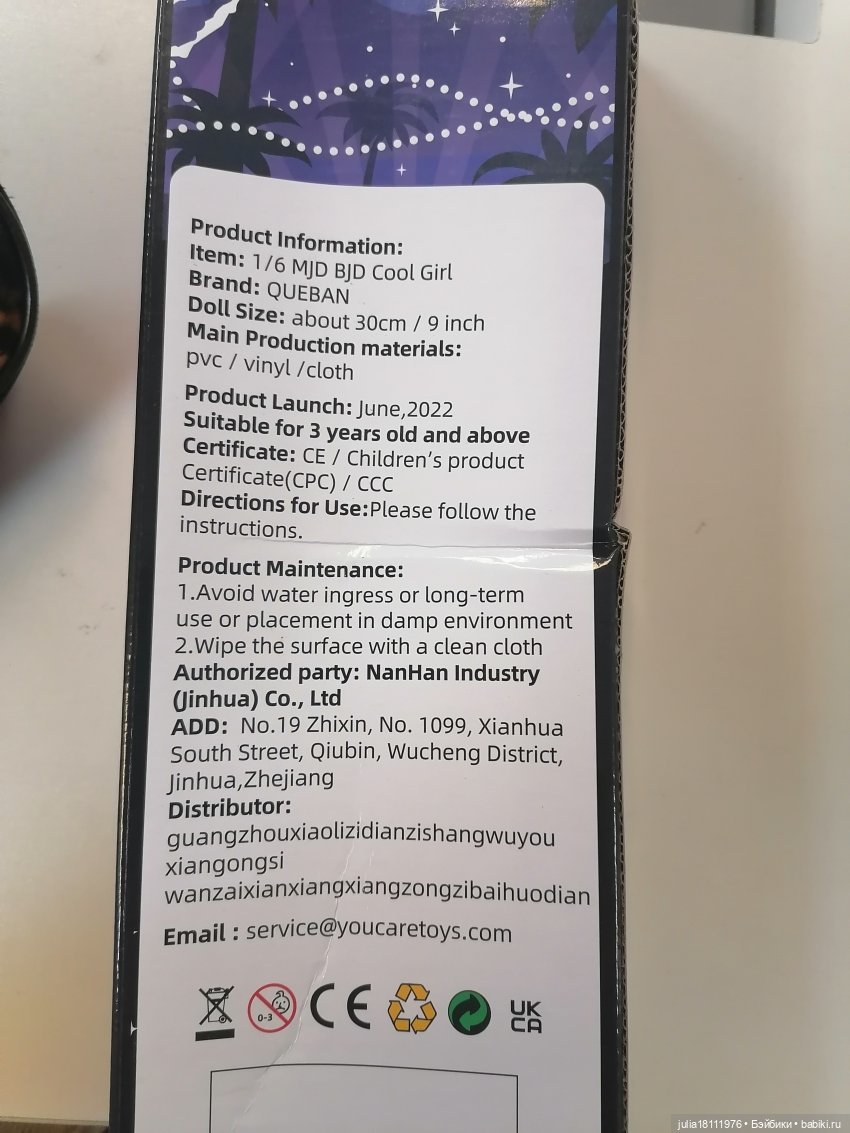 Product Information:
Item: 1/6 MJD BJD Cool Girl
Brand: QUEBAN
Doll Size: about 30cm / 9 inch
Main Production materials:
pvc / vinyl /cloth
Product Launch: June,2022
Suitable for 3 years old and above
Certificate: CE / Children's product
Certificate(CPC) / CCC
Directions for Use:Please follow the
instructions.
Product Maintenance:
1.Avoid water ingress or long-term
use or placement in damp environment
2.Wipe the surface with a clean cloth
Authorized party: NanHan Industry
(Jinhua) Co., Ltd
ADD: No.19 Zhixin, No. 1099, Xianhua
South Street, Qiubin, Wucheng District,
Jinhua,Zhejiang
Distributor:
guangzhouxiaolizidianzishangwuyou
xiangongsi
wanzaixianxiangxiangzongzibaihuodian
Email : service@youcaretoys.com
0-3
CE
UK
CA
julia18111976 • Бэйбики • babiki.ru